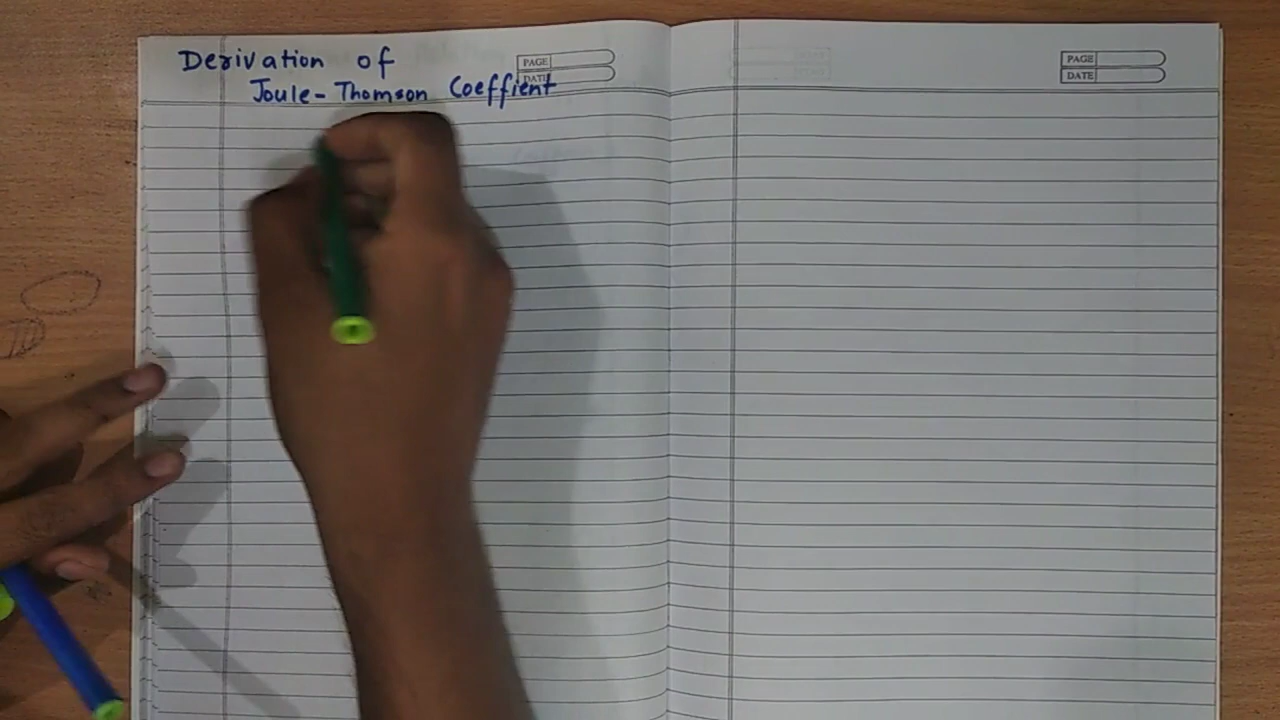 Derivation of
Joule-Thomson Coeffient
PAGE
DATE
PAGE
DATE